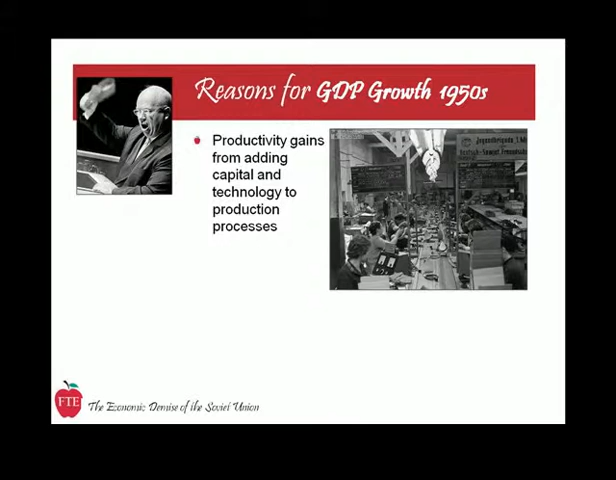 Reasons for GDP Growth 1950s
Productivity gains
from adding
capital and
technology to
production
processes
FTE
The Economic Demise of the Soviet Union